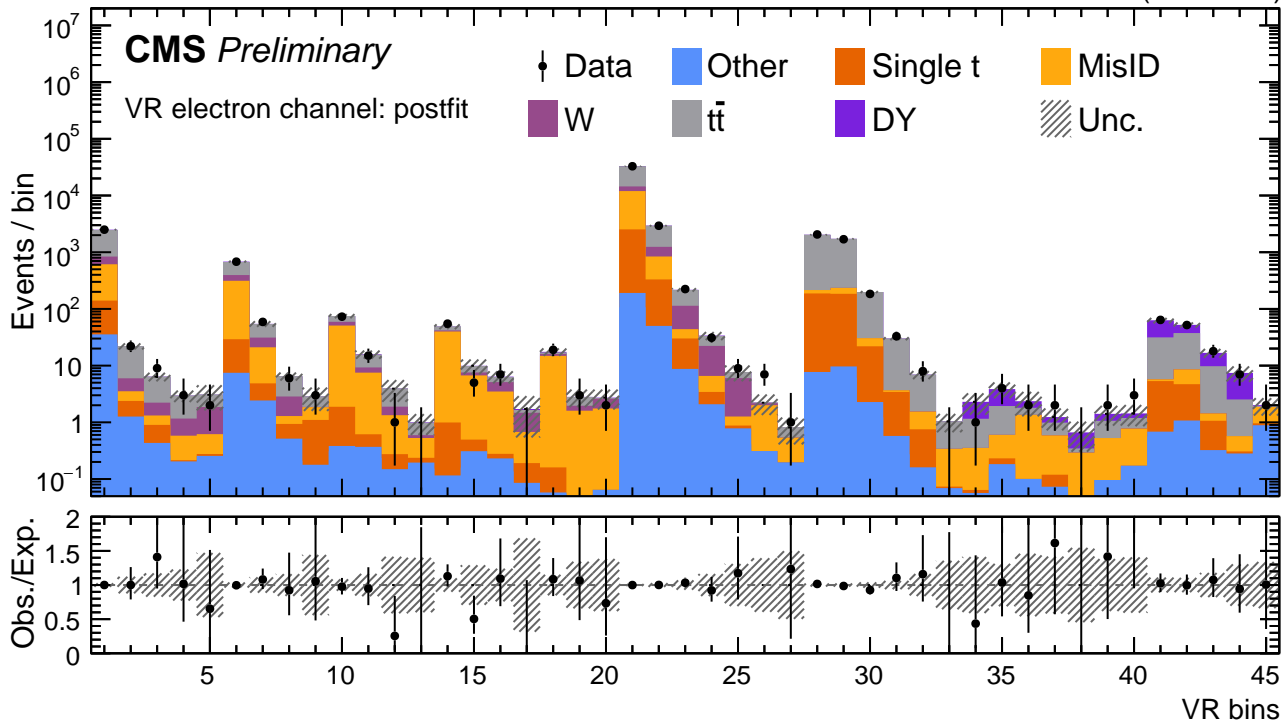 CMS Preliminary
VR electron channel: postfit
Data Other Single t MisID
W tt̄ DY Unc.
Events / bin
10⁷
10⁶
10⁵
10⁴
10³
10²
10
1
10⁻¹
Obs./Exp.
2
1.5
1
0.5
0
5 10 15 20 25 30 35 40 45
VR bins